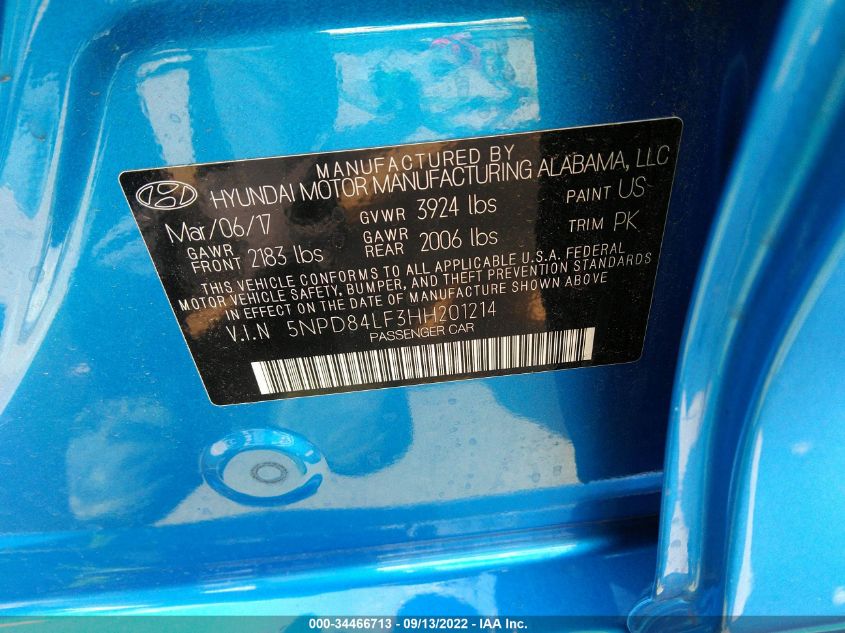 MANUFACTURED BY
HYUNDAI MOTOR MANUFACTURING ALABAMA, LLC
Mar/06/17 GVWR 3924 lbs PAINT US
GAWR FRONT 2183 lbs GAWR REAR 2006 lbs TRIM PK
THIS VEHICLE CONFORMS TO ALL APPLICABLE U.S.A. FEDERAL
MOTOR VEHICLE SAFETY, BUMPER, AND THEFT PREVENTION STANDARDS
IN EFFECT ON THE DATE OF MANUFACTURE SHOWN ABOVE
V.I.N 5NPD84LF3HH201214
PASSENGER CAR
000-34466713 - 09/13/2022 - IAA Inc.